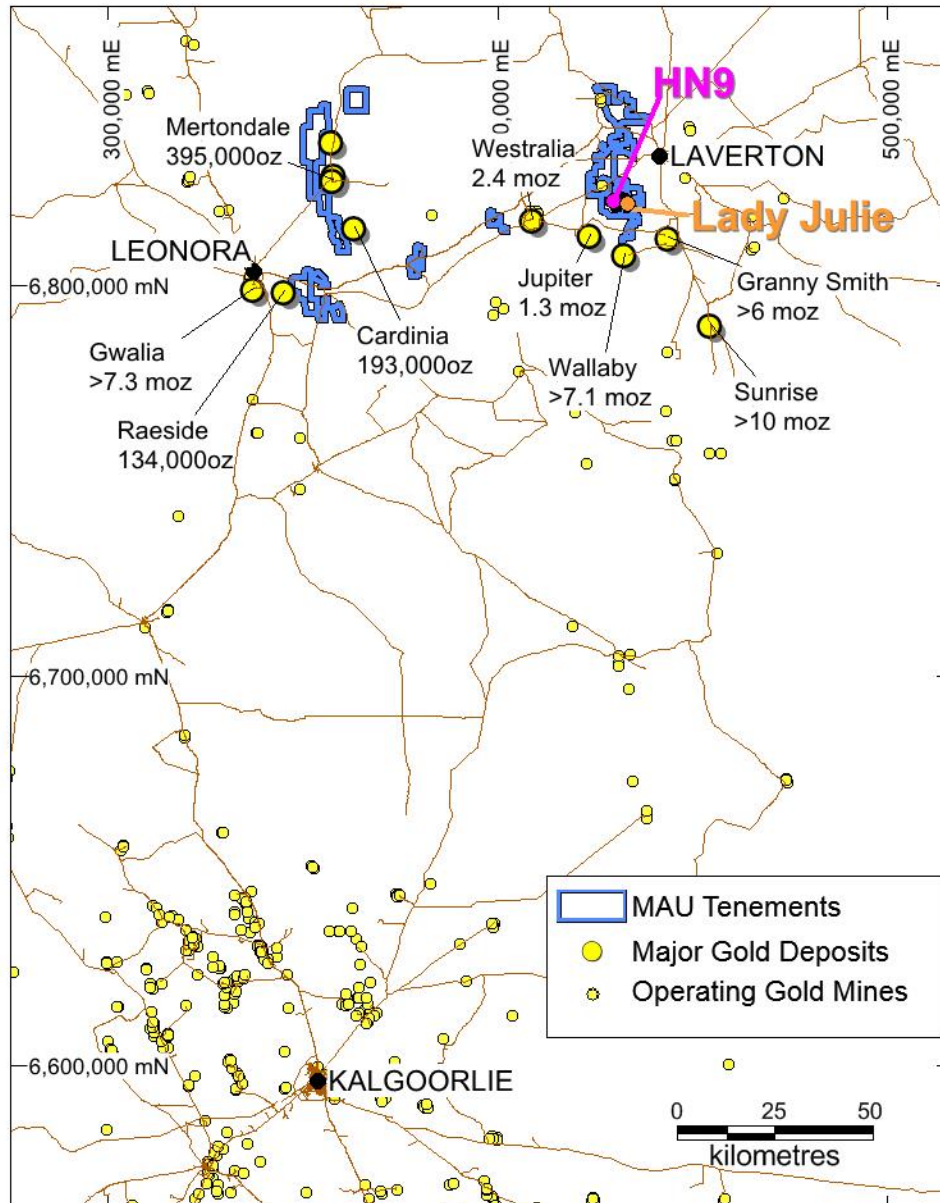 300,000 mE
0,000 mE
500,0
HN9
Mertondale
395,000oz
Westralia
2.4 moz
LAVERTON
Lady Julie
LEONORA
6,800,000 mN
Jupiter
1.3 moz
Granny Smith
>6 moz
Gwalia
>7.3 moz
Cardinia
193,000oz
Wallaby
>7.1 moz
Sunrise
>10 moz
Raeside
134,000oz
6,700,000 mN
MAU Tenements
Major Gold Deposits
Operating Gold Mines
6,600,000 mN
KALGOORLIE
0 25 50
kilometres